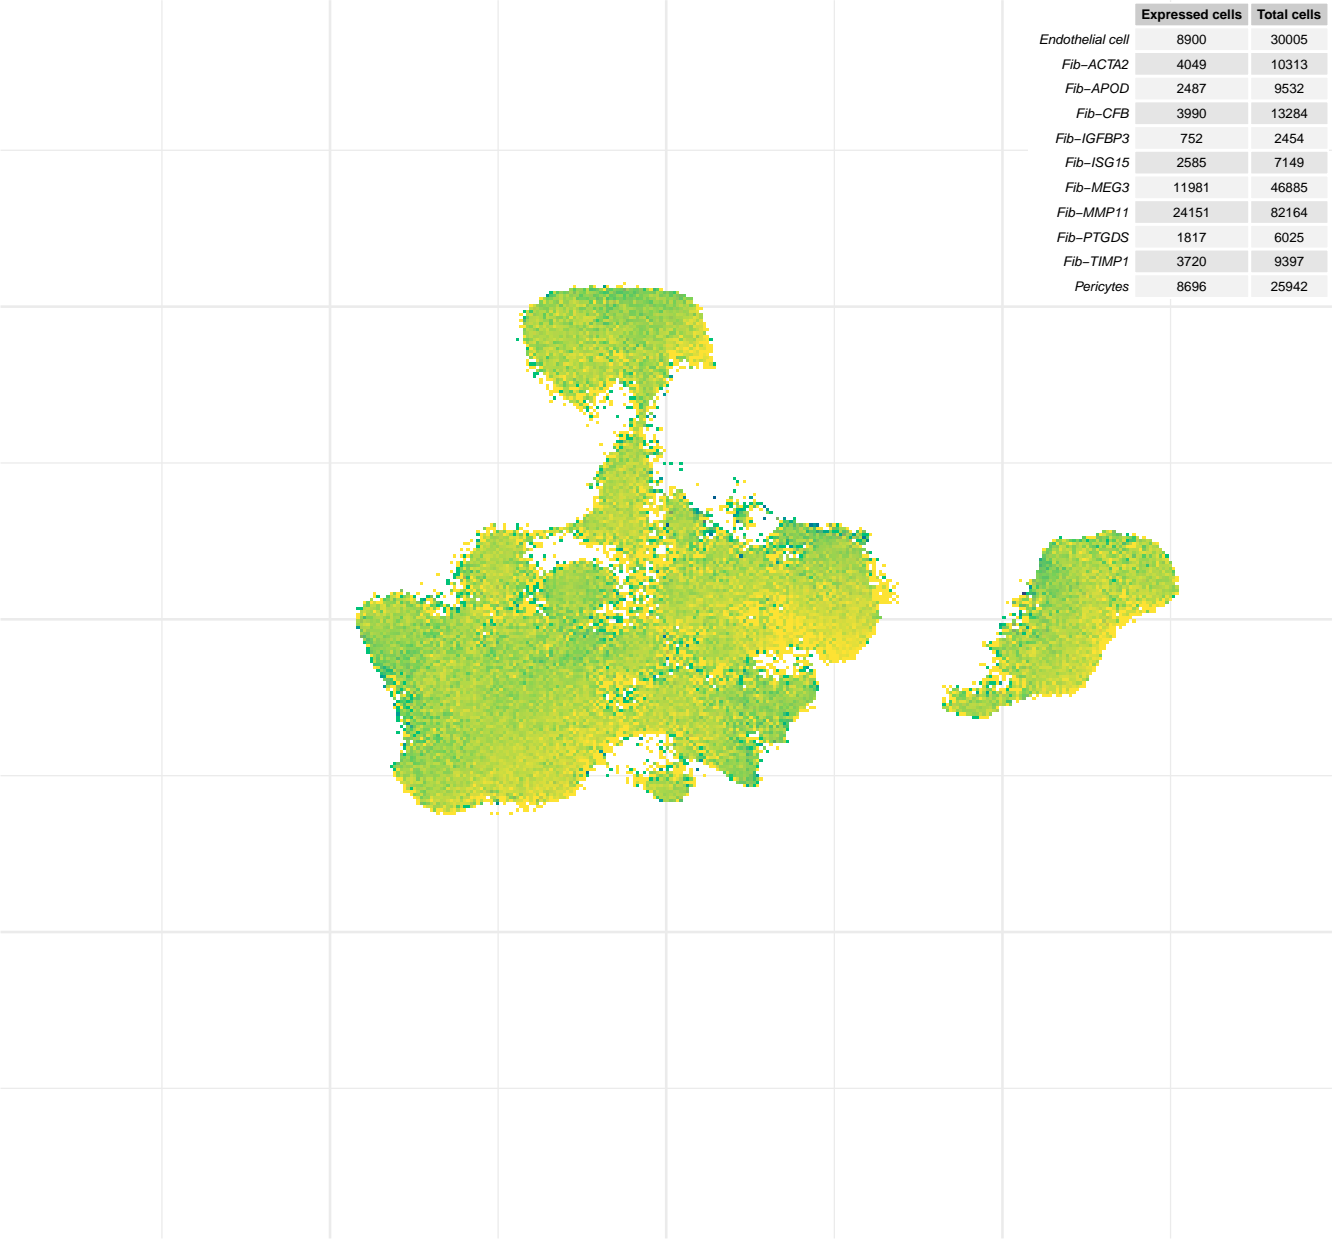 Expressed cells Total cells
Endothelial cell 8900 30005
Fib−ACTA2 4049 10313
Fib−APOD 2487 9532
Fib−CFB 3990 13284
Fib−IGFBP3 752 2454
Fib−ISG15 2585 7149
Fib−MEG3 11981 46885
Fib−MMP11 24151 82164
Fib−PTGDS 1817 6025
Fib−TIMP1 3720 9397
Pericytes 8696 25942